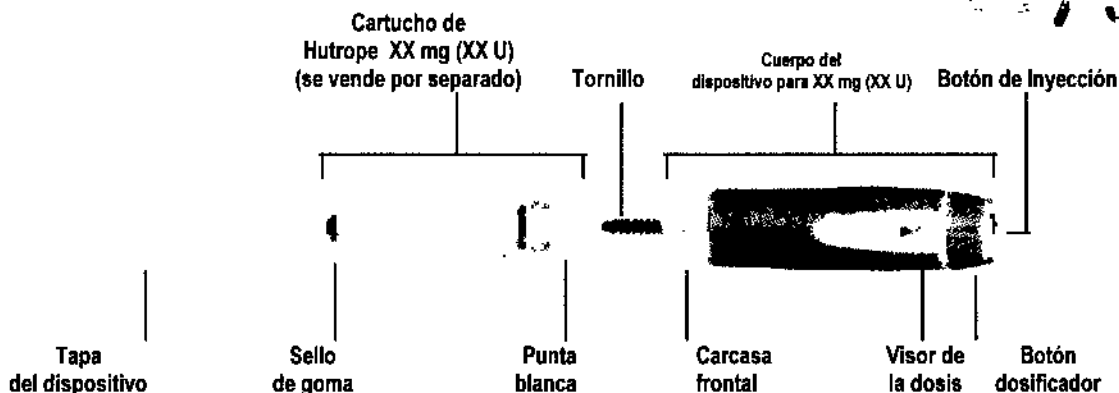 Cartucho de
Hutrope XX mg (XX U)
(se vende por separado)
Tornillo
Cuerpo del
dispositivo para XX mg (XX U)
Botón de Inyección
Tapa
del dispositivo
Sello
de goma
Punta
blanca
Carcasa
frontal
Visor de
la dosis
Botón
dosificador